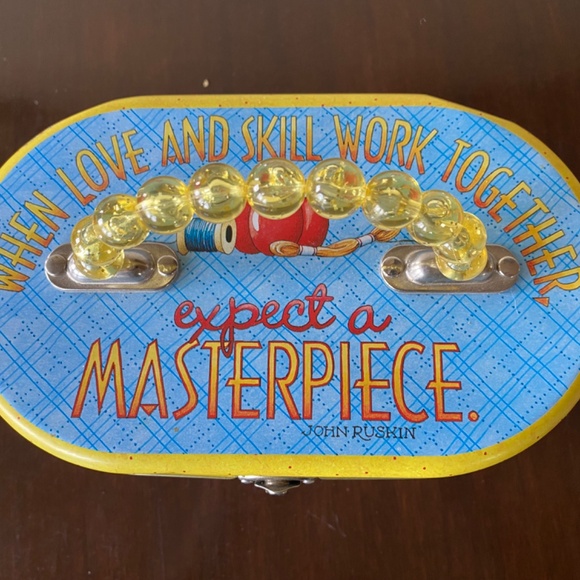 WHEN LOVE AND SKILL WORK TOGETHER,
expect a
MASTERPIECE.
JOHN RUSKIN